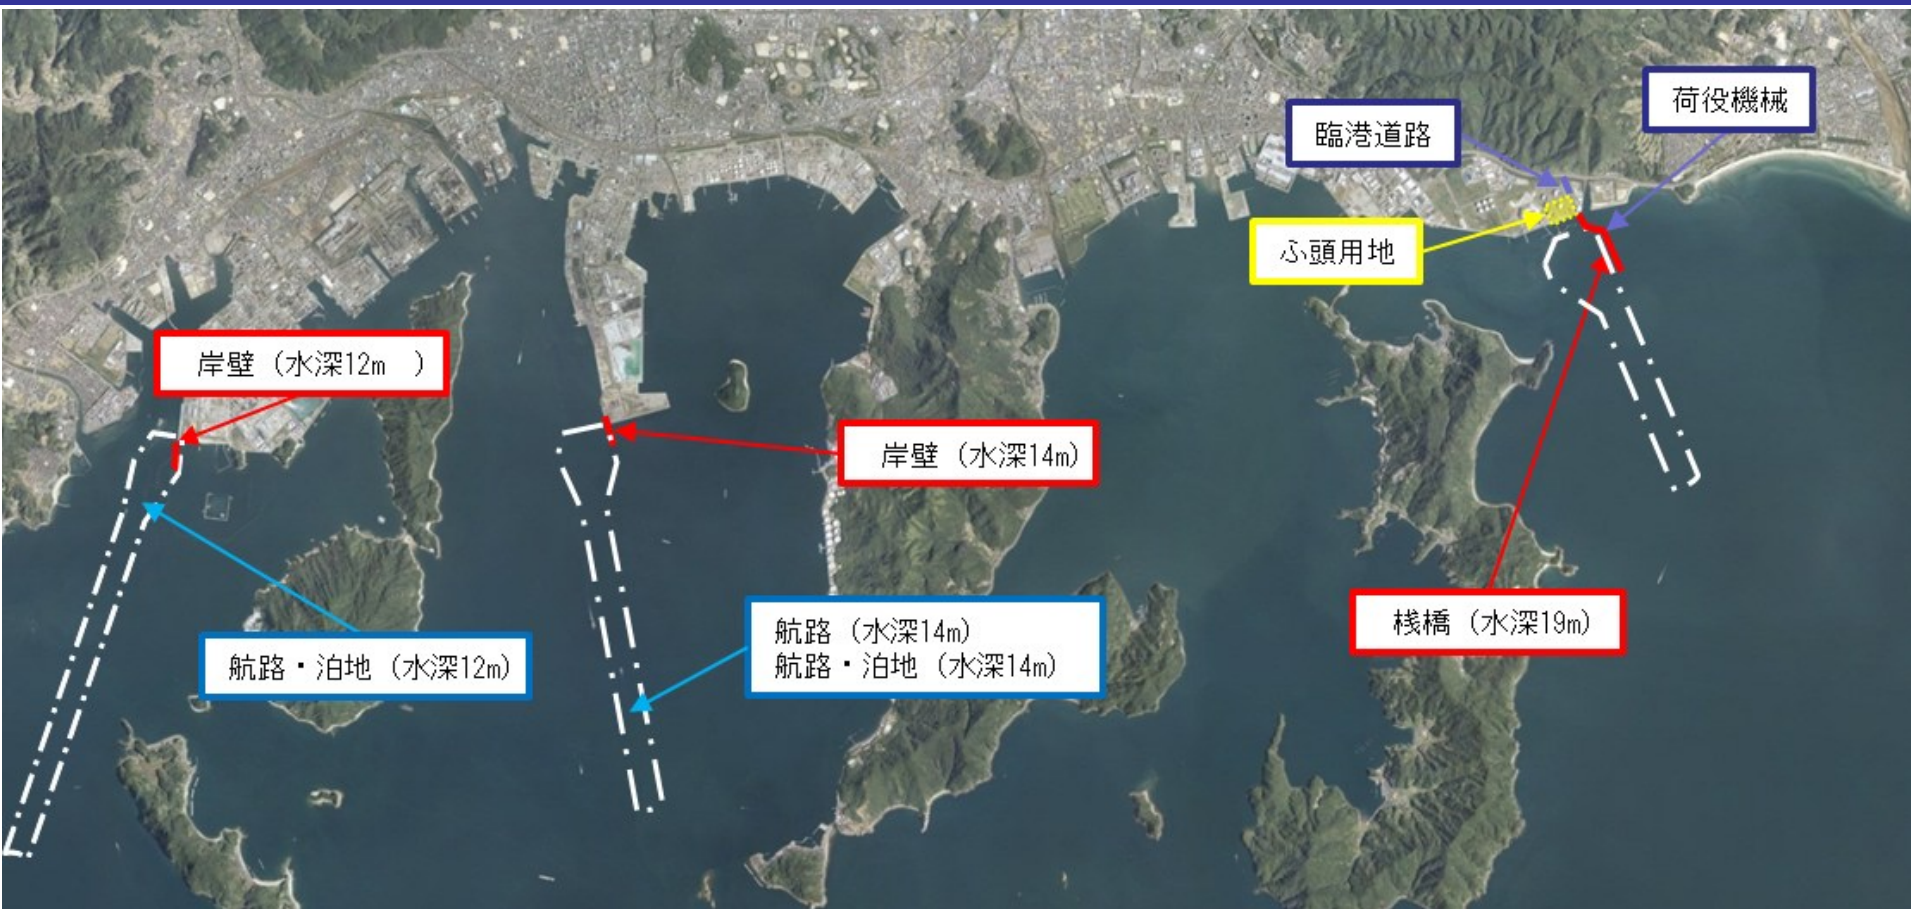 荷役機械
臨港道路
ふ頭用地
岸壁（水深12m　）
岸壁（水深14m）
航路・泊地（水深12m）
航路（水深14m）
航路・泊地（水深14m）
桟橋（水深19m）